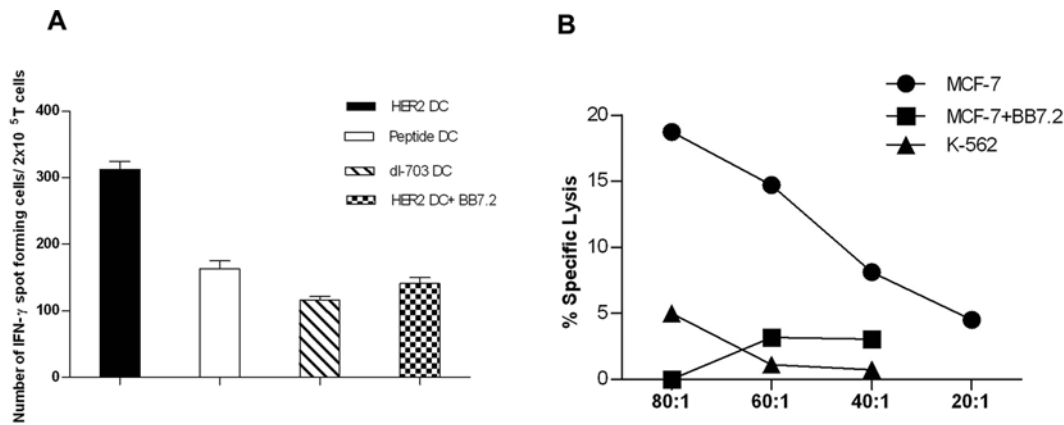 A
Number of IFN-γ spot forming cells/ 2x10 5 T cells
400
300
200
100
0
HER2 DC
Peptide DC
dl-703 DC
HER2 DC+ BB7.2
B
MCF-7
MCF-7+BB7.2
K-562
% Specific Lysis
20
15
10
5
0
80:1
60:1
40:1
20:1